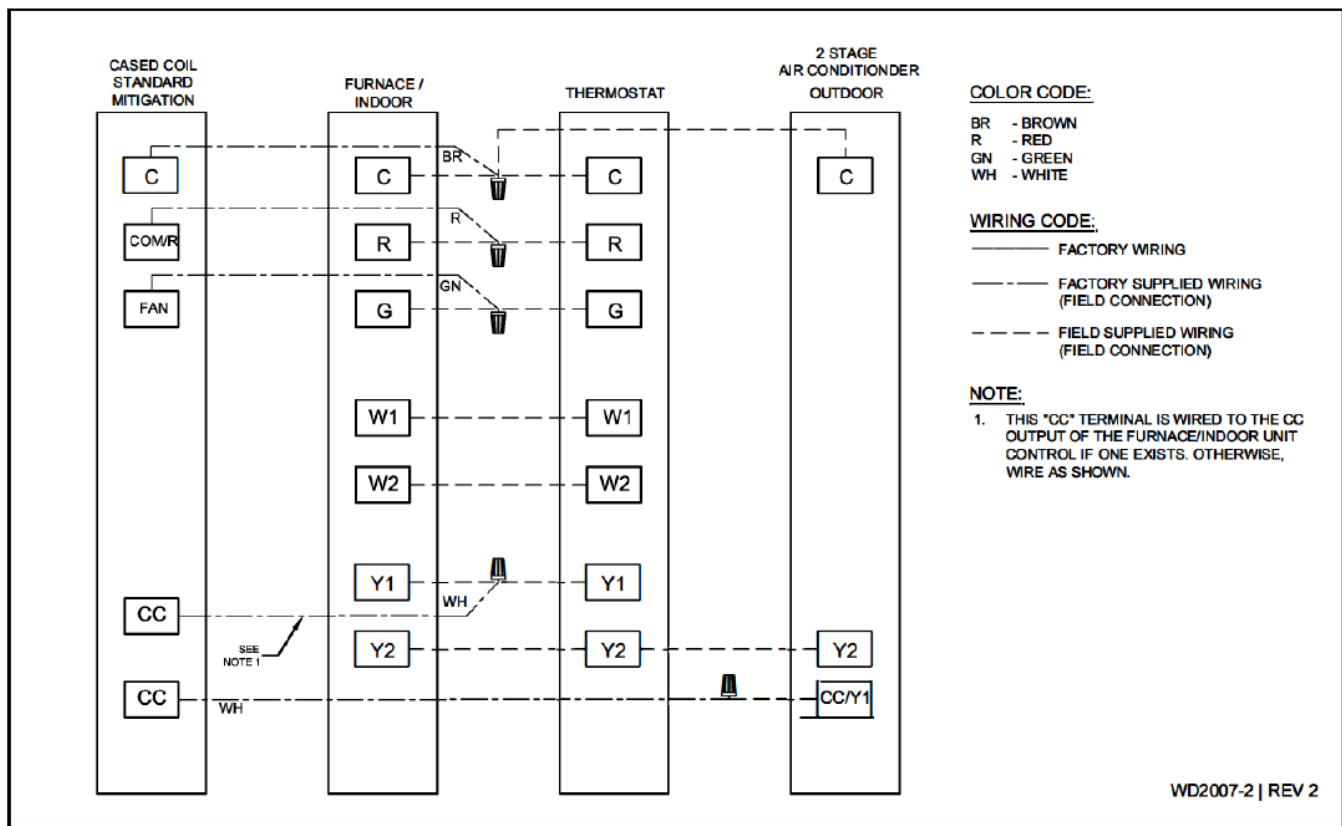 CASED COIL
STANDARD
MITIGATION
FURNACE /
INDOOR
THERMOSTAT
2 STAGE
AIR CONDITIONDER
OUTDOOR
BR
C
C
C
C
R
COM/R
R
R
GN
FAN
G
G
W1
W1
W2
W2
Y1
Y1
WH
CC
SEE
NOTE 1
Y2
Y2
Y2
CC
WH
CC/Y1
COLOR CODE:
BR - BROWN
R - RED
GN - GREEN
WH - WHITE
WIRING CODE:
FACTORY WIRING
FACTORY SUPPLIED WIRING
(FIELD CONNECTION)
FIELD SUPPLIED WIRING
(FIELD CONNECTION)
NOTE:
1. THIS "CC" TERMINAL IS WIRED TO THE CC
OUTPUT OF THE FURNACE/INDOOR UNIT
CONTROL IF ONE EXISTS. OTHERWISE,
WIRE AS SHOWN.
WD2007-2 | REV 2